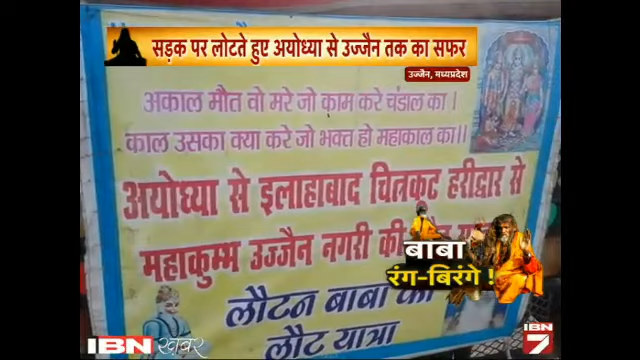 सड़क पर लोटते हुए अयोध्या से उज्जैन तक का सफर
उज्जैन, मध्यप्रदेश
अकाल मौत वो मरे जो काम करे चंडाल का।
काल उसका क्या करे जो भक्त हो महाकाल का।।
अयोध्या से इलाहाबाद चित्रकुट हरीद्वार से
महाकुम्भ उज्जैन नगरी की
बाबा
रंग-बिरंगे!
लौटन बाबा का
लौट यात्रा
IBN खबर
IBN
7